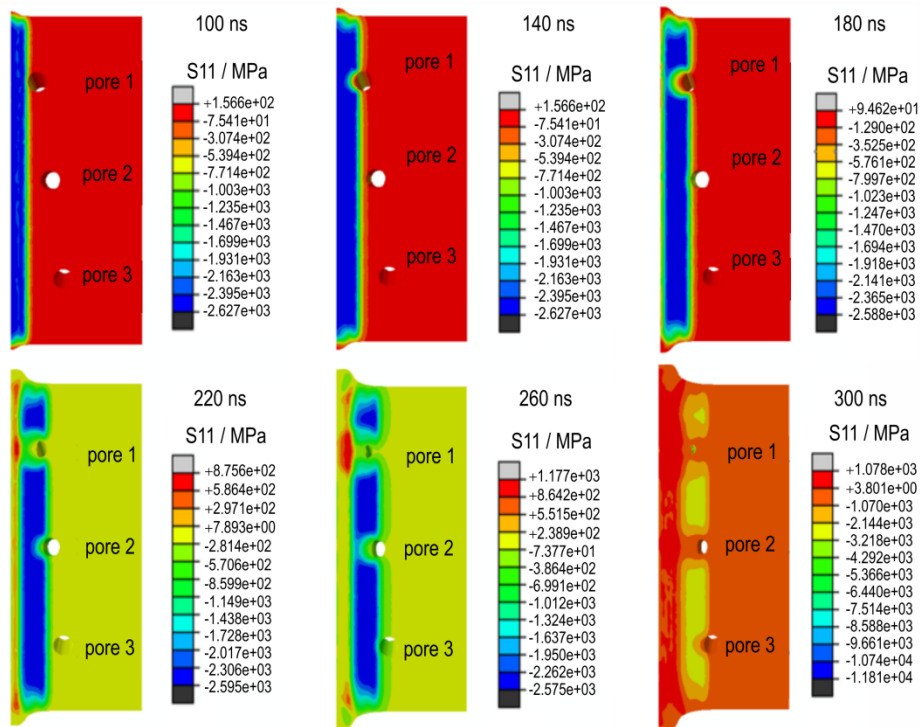 100 ns
S11 / MPa
+1.566e+02
-7.541e+01
-3.074e+02
-5.394e+02
-7.714e+02
-1.003e+03
-1.235e+03
-1.467e+03
-1.699e+03
-1.931e+03
-2.163e+03
-2.395e+03
-2.627e+03
pore 1
pore 2
pore 3
140 ns
S11 / MPa
+1.566e+02
-7.541e+01
-3.074e+02
-5.394e+02
-7.714e+02
-1.003e+03
-1.235e+03
-1.467e+03
-1.699e+03
-1.931e+03
-2.163e+03
-2.395e+03
-2.627e+03
pore 1
pore 2
pore 3
180 ns
S11 / MPa
+9.462e+01
-1.290e+02
-3.525e+02
-5.761e+02
-7.997e+02
-1.023e+03
-1.247e+03
-1.470e+03
-1.694e+03
-1.918e+03
-2.141e+03
-2.365e+03
-2.588e+03
pore 1
pore 2
pore 3
220 ns
S11 / MPa
+8.756e+02
+5.864e+02
+2.971e+02
+7.893e+00
-2.814e+02
-5.706e+02
-8.599e+02
-1.149e+03
-1.438e+03
-1.728e+03
-2.017e+03
-2.306e+03
-2.595e+03
pore 1
pore 2
pore 3
260 ns
S11 / MPa
+1.177e+03
+8.642e+02
+5.515e+02
+2.389e+02
-7.377e+01
-3.864e+02
-6.991e+02
-1.012e+03
-1.324e+03
-1.637e+03
-1.950e+03
-2.262e+03
-2.575e+03
pore 1
pore 2
pore 3
300 ns
S11 / MPa
+1.078e+03
+3.801e+00
-1.070e+03
-2.144e+03
-3.218e+03
-4.292e+03
-5.366e+03
-6.440e+03
-7.514e+03
-8.588e+03
-9.661e+03
-1.074e+04
-1.181e+04
pore 1
pore 2
pore 3